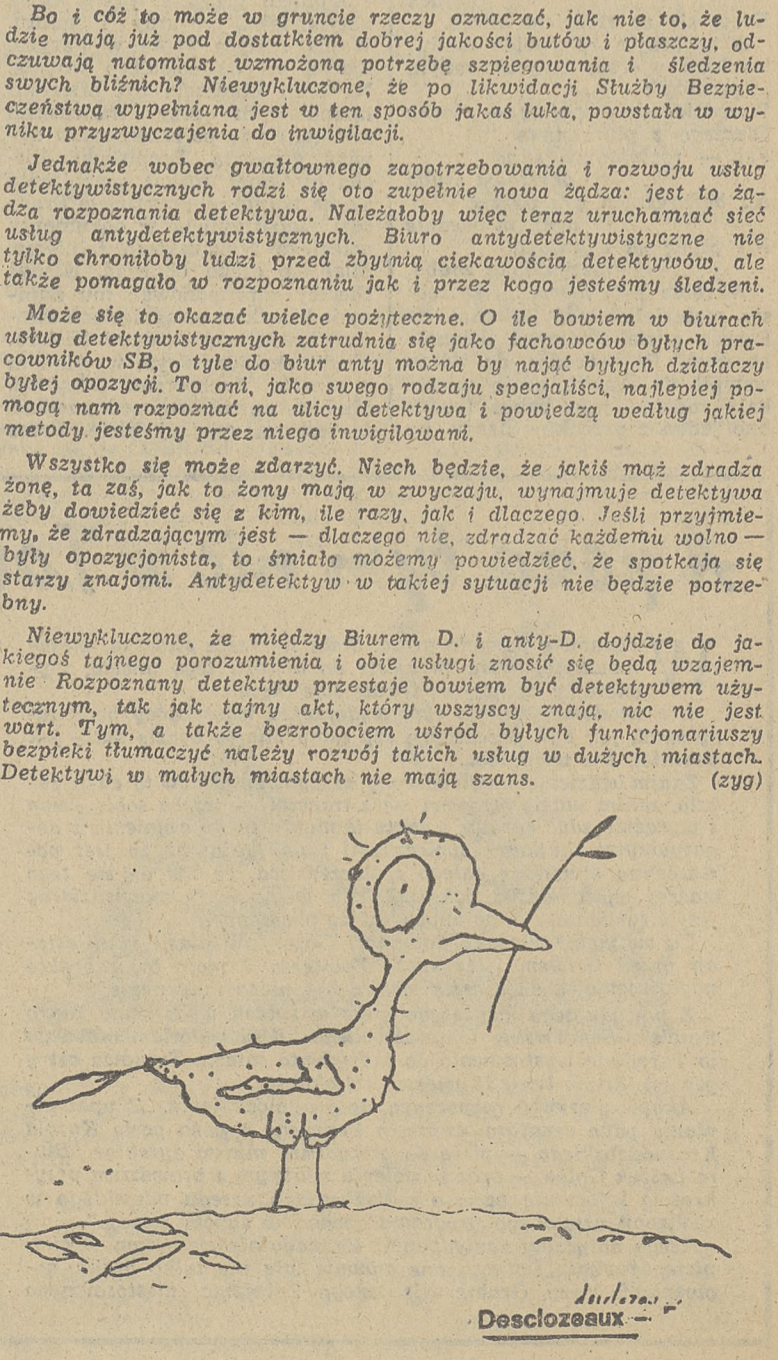 Bo i cóż to może w gruncie rzeczy oznaczać, jak nie to, że lu-
dzie mają już pod dostatkiem dobrej jakości butów i płaszczy, od-
czuwają natomiast wzmożoną potrzebę szpiegowania i śledzenia
swych bliźnich? Niewykluczone, że po likwidacji Służby Bezpie-
czeństwa wypełniana jest w ten sposób jakaś luka, powstała w wy-
niku przyzwyczajenia do inwigilacji.
Jednakże wobec gwałtownego zapotrzebowania i rozwoju usług
detektywistycznych rodzi się oto zupełnie nowa żądza: jest to żą-
dza rozpoznania detektywa. Należałoby więc teraz uruchamiać sieć
usług antydetektywistycznych. Biuro antydetektywistyczne nie
tylko chroniłoby ludzi przed zbytnią ciekawością detektywów, ale
także pomagało w rozpoznaniu jak i przez kogo jesteśmy śledzeni.
Może się to okazać wielce pożyteczne. O ile bowiem w biurach
usług detektywistycznych zatrudnia się jako fachowców byłych pra-
cowników SB, o tyle do biur anty można by nająć byłych działaczy
byłej opozycji. To oni, jako swego rodzaju specjaliści, najlepiej po-
mogą nam rozpoznać na ulicy detektywa i powiedzą według jakiej
metody jesteśmy przez niego inwigilowani.
Wszystko się może zdarzyć. Niech będzie, że jakiś mąż zdradza
żonę, ta zaś, jak to żony mają w zwyczaju, wynajmuje detektywa
żeby dowiedzieć się z kim, ile razy, jak i dlaczego. Jeśli przyjmie-
my, że zdradzającym jest — dlaczego nie, zdradzać każdemu wolno —
były opozycjonista, to śmiało możemy powiedzieć, że spotkają się
starzy znajomi. Antydetektyw w takiej sytuacji nie będzie potrze-
bny.
Niewykluczone, że między Biurem D. i anty-D. dojdzie do ja-
kiegoś tajnego porozumienia i obie usługi znosić się będą wzajem-
nie Rozpoznany detektyw przestaje bowiem być detektywem uży-
tecznym, tak jak tajny akt, który wszyscy znają, nic nie jest
wart. Tym, a także bezrobociem wśród byłych funkcjonariuszy
bezpieki tłumaczyć należy rozwój takich usług w dużych miastach.
Detektywi w małych miastach nie mają szans. (zyg)
Desclozeaux